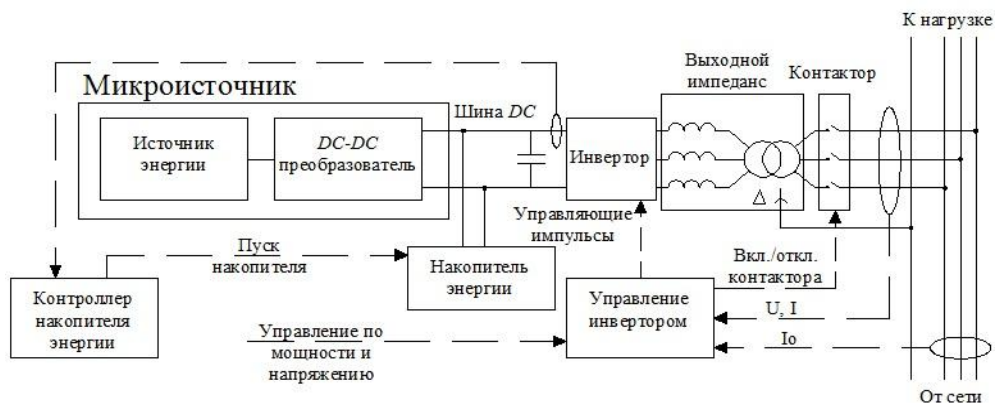 К нагрузке
Выходной
импеданс
Контактор
Микроисточник
Шина DC
Источник
энергии
DC-DC
преобразователь
Инвертор
Δ
Управляющие
импульсы
Пуск
накопителя
Накопитель
энергии
Вкл./откл.
контактора
Контроллер
накопителя
энергии
Управление
инвертором
U, I
Управление по
мощности и
напряжению
Io
От сети